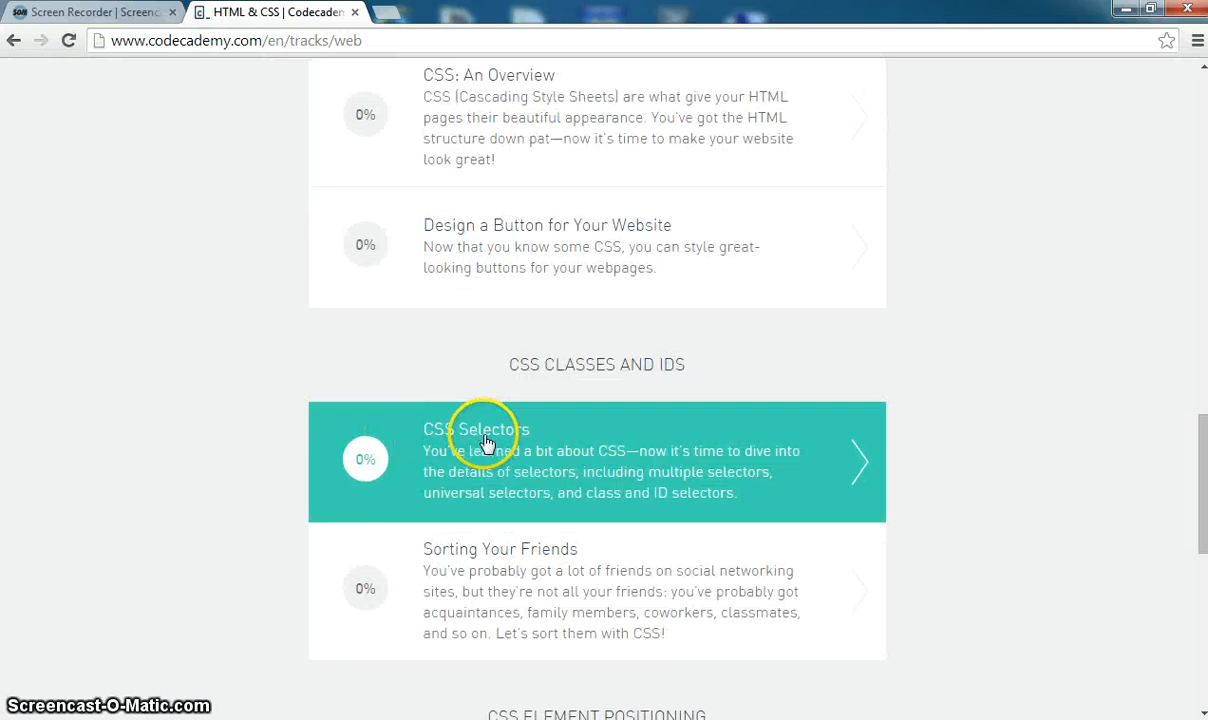 Screen Recorder | Screenc
HTML & CSS | Codecaden
www.codecademy.com/en/tracks/web
CSS: An Overview
CSS (Cascading Style Sheets) are what give your HTML
pages their beautiful appearance. You've got the HTML
structure down pat—now it's time to make your website
look great!
0%
Design a Button for Your Website
Now that you know some CSS, you can style great-
looking buttons for your webpages.
0%
CSS CLASSES AND IDS
CSS Selectors
You've learned a bit about CSS—now it's time to dive into
the details of selectors, including multiple selectors,
universal selectors, and class and ID selectors.
0%
Sorting Your Friends
You've probably got a lot of friends on social networking
sites, but they're not all your friends: you've probably got
acquaintances, family members, coworkers, classmates,
and so on. Let's sort them with CSS!
0%
CSS ELEMENT POSITIONING
Screencast-O-Matic.com